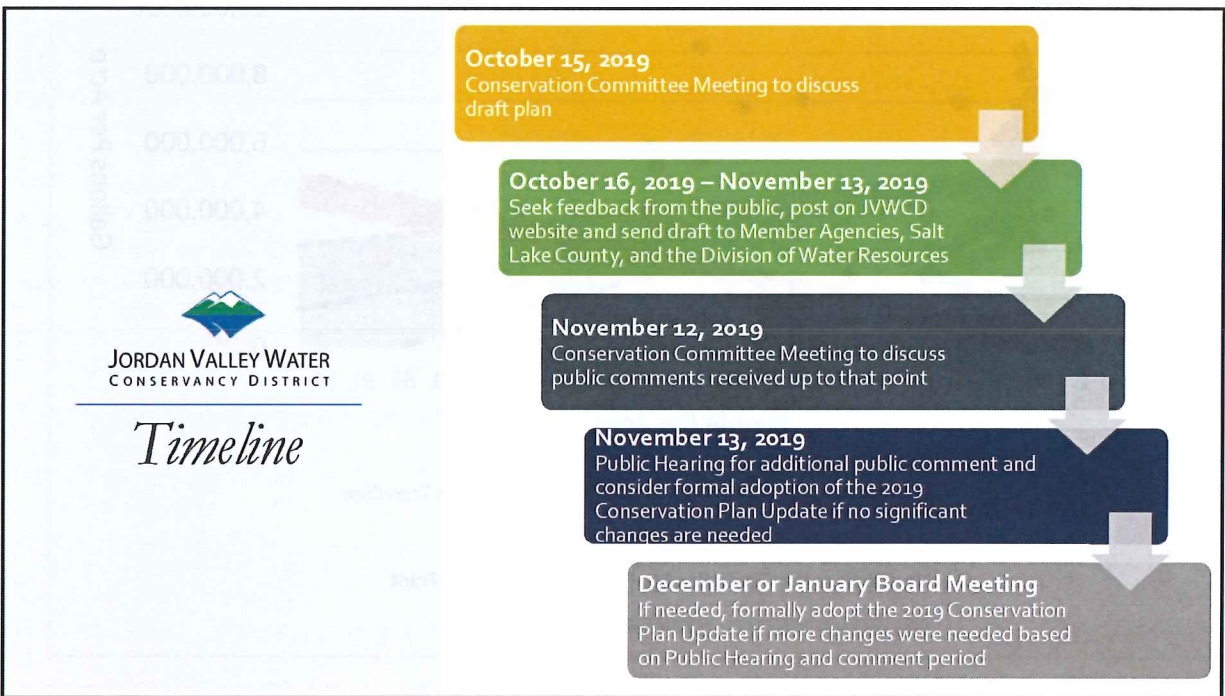 JORDAN VALLEY WATER
CONSERVANCY DISTRICT
Timeline
October 15, 2019
Conservation Committee Meeting to discuss
draft plan
October 16, 2019 – November 13, 2019
Seek feedback from the public, post on JVWCD
website and send draft to Member Agencies, Salt
Lake County, and the Division of Water Resources
November 12, 2019
Conservation Committee Meeting to discuss
public comments received up to that point
November 13, 2019
Public Hearing for additional public comment and
consider formal adoption of the 2019
Conservation Plan Update if no significant
changes are needed
December or January Board Meeting
If needed, formally adopt the 2019 Conservation
Plan Update if more changes were needed based
on Public Hearing and comment period